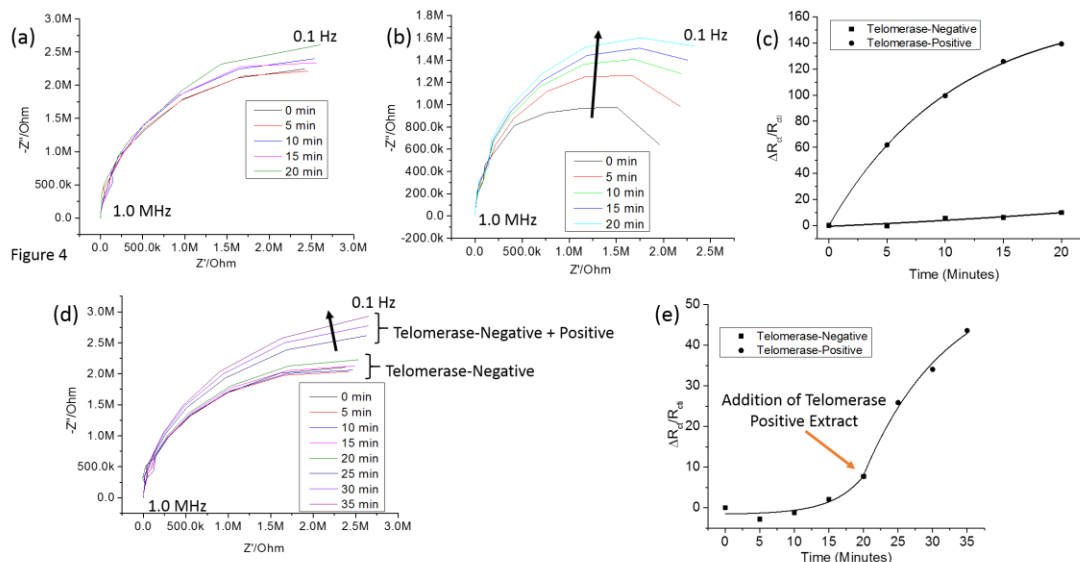 (a)
0.1 Hz
3.0M
2.5M
2.0M
1.5M
1.0M
500.0k
0.0
-Z"/Ohm
0 min
5 min
10 min
15 min
20 min
1.0 MHz
0.0 500.0k 1.0M 1.5M 2.0M 2.5M 3.0M
Z'/Ohm
Figure 4
(b)
0.1 Hz
1.8M
1.6M
1.4M
1.2M
1.0M
800.0k
600.0k
400.0k
200.0k
0.0
-200.0k
-Z"/Ohm
0 min
5 min
10 min
15 min
20 min
1.0 MHz
0.0 500.0k 1.0M 1.5M 2.0M 2.5M
Z'/Ohm
(c)
160
140
120
100
80
60
40
20
0
ΔRct/Rcti
Telomerase-Negative
Telomerase-Positive
0 5 10 15 20
Time (Minutes)
(d)
0.1 Hz
3.0M
2.5M
2.0M
1.5M
1.0M
500.0k
0.0
-Z"/Ohm
Telomerase-Negative + Positive
Telomerase-Negative
0 min
5 min
10 min
15 min
20 min
25 min
30 min
35 min
1.0 MHz
0.0 500.0k 1.0M 1.5M 2.0M 2.5M 3.0M
Z'/Ohm
(e)
50
40
30
20
10
0
ΔRct/Rcti
Telomerase-Negative
Telomerase-Positive
Addition of Telomerase
Positive Extract
0 5 10 15 20 25 30 35
Time (Minutes)